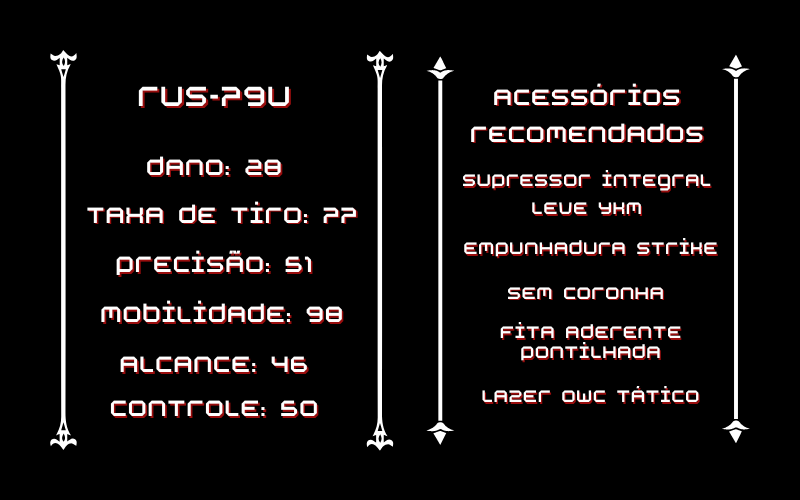 RUS-79U
DANO: 28
TAXA DE TIRO: 77
PRECISÃO: 51
MOBILIDADE: 98
ALCANCE: 46
CONTROLE: 50
ACESSÓRIOS
RECOMENDADOS
SUPRESSOR INTEGRAL
LEVE YKM
EMPUNHADURA STRIKE
SEM CORONHA
FITA ADERENTE
PONTILHADA
LAZER OWC TÁTICO